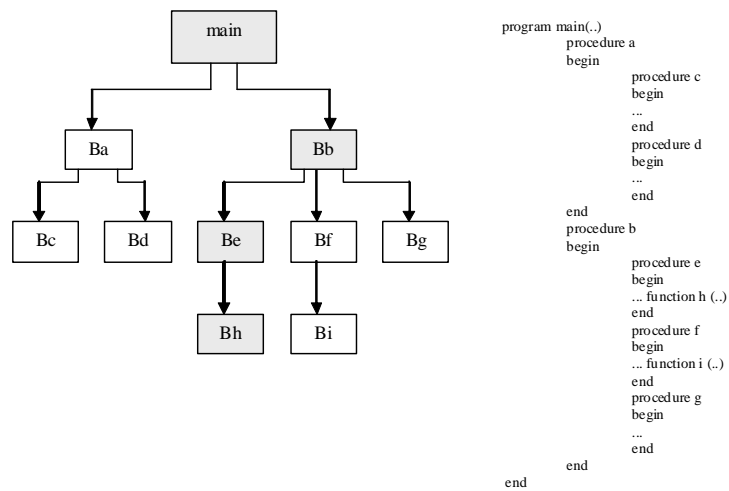 main
Ba
Bb
Bc
Bd
Be
Bf
Bg
Bh
Bi
program main(..)
procedure a
begin
procedure c
begin
...
end
procedure d
begin
...
end
end
procedure b
begin
procedure e
begin
... function h (..)
end
procedure f
begin
... function i (..)
end
procedure g
begin
...
end
end
end